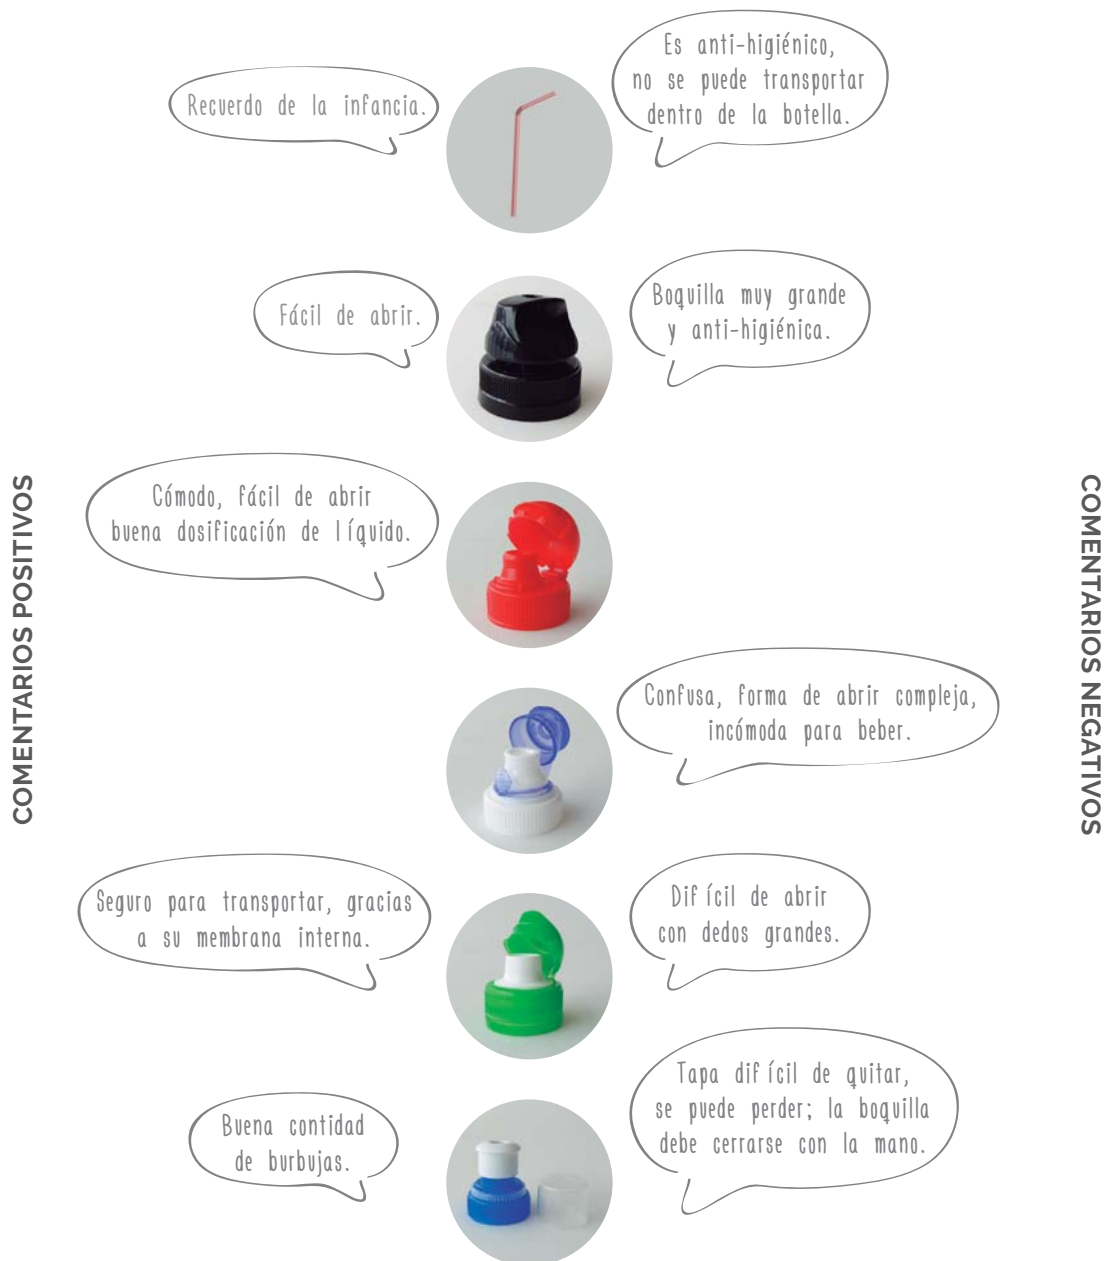 Recuerdo de la infancia.
Es anti-higiénico,
no se puede transportar
dentro de la botella.
Fácil de abrir.
Boquilla muy grande
y anti-higiénica.
COMENTARIOS POSITIVOS
COMENTARIOS NEGATIVOS
Cómodo, fácil de abrir
buena dosificación de líquido.
Confusa, forma de abrir compleja,
incómoda para beber.
Seguro para transportar, gracias
a su membrana interna.
Difícil de abrir
con dedos grandes.
Buena contidad
de burbujas.
Tapa difícil de quitar,
se puede perder; la boquilla
debe cerrarse con la mano.